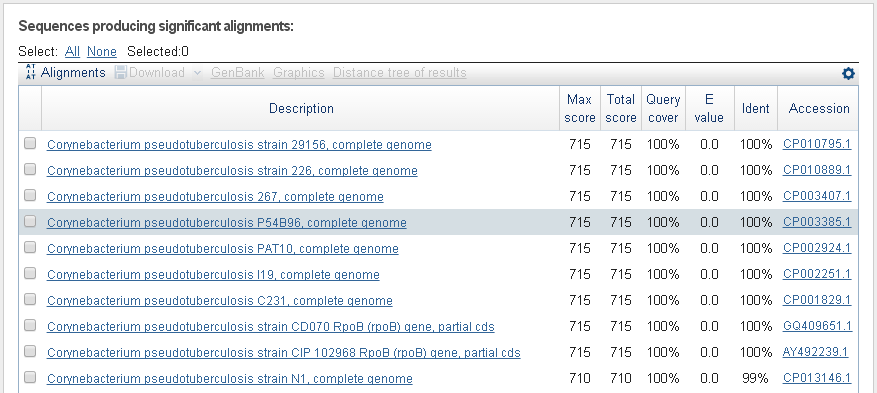 Sequences producing significant alignments:
Select: All None Selected:0
Alignments Download GenBank Graphics Distance tree of results
Description Max score Total score Query cover E value Ident Accession
Corynebacterium pseudotuberculosis strain 29156, complete genome 715 715 100% 0.0 100% CP010795.1
Corynebacterium pseudotuberculosis strain 226, complete genome 715 715 100% 0.0 100% CP010889.1
Corynebacterium pseudotuberculosis 267, complete genome 715 715 100% 0.0 100% CP003407.1
Corynebacterium pseudotuberculosis P54B96, complete genome 715 715 100% 0.0 100% CP003385.1
Corynebacterium pseudotuberculosis PAT10, complete genome 715 715 100% 0.0 100% CP002924.1
Corynebacterium pseudotuberculosis I19, complete genome 715 715 100% 0.0 100% CP002251.1
Corynebacterium pseudotuberculosis C231, complete genome 715 715 100% 0.0 100% CP001829.1
Corynebacterium pseudotuberculosis strain CD070 RpoB (rpoB) gene, partial cds 715 715 100% 0.0 100% GQ409651.1
Corynebacterium pseudotuberculosis strain CIP 102968 RpoB (rpoB) gene, partial cds 715 715 100% 0.0 100% AY492239.1
Corynebacterium pseudotuberculosis strain N1, complete genome 710 710 100% 0.0 99% CP013146.1